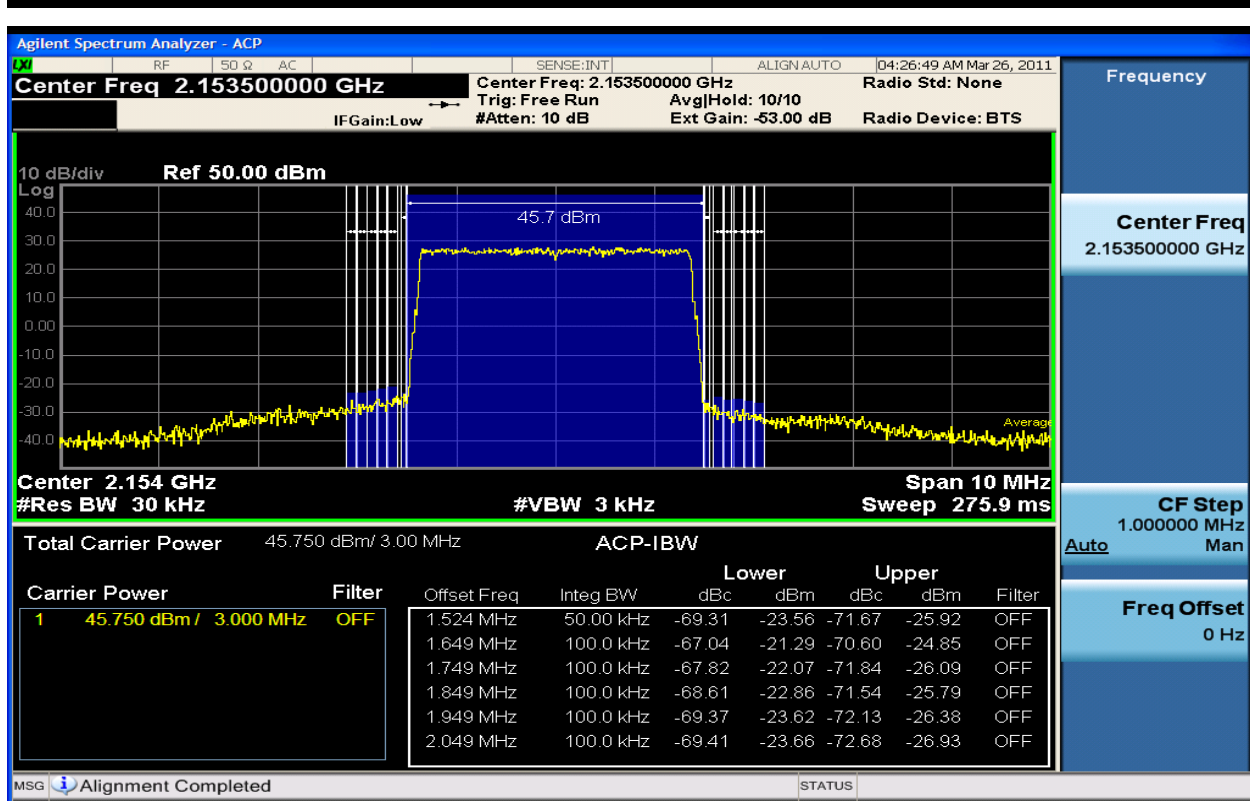 Agilent Spectrum Analyzer - ACP
LXI RF 50 Ω AC SENSE:INT ALIGN AUTO 04:26:49 AM Mar 26, 2011
Center Freq 2.153500000 GHz Center Freq: 2.153500000 GHz Radio Std: None
Trig: Free Run Avg|Hold: 10/10
IFGain:Low #Atten: 10 dB Ext Gain: -53.00 dB Radio Device: BTS
10 dB/div Ref 50.00 dBm
Log
40.0
30.0
20.0
10.0
0.00
-10.0
-20.0
-30.0
-40.0
45.7 dBm
Average
Center 2.154 GHz Span 10 MHz
#Res BW 30 kHz #VBW 3 kHz Sweep 275.9 ms
Total Carrier Power 45.750 dBm/ 3.00 MHz ACP-IBW
Lower Upper
Carrier Power Filter Offset Freq Integ BW dBc dBm dBc dBm Filter
1 45.750 dBm / 3.000 MHz OFF 1.524 MHz 50.00 kHz -69.31 -23.56 -71.67 -25.92 OFF
1.649 MHz 100.0 kHz -67.04 -21.29 -70.60 -24.85 OFF
1.749 MHz 100.0 kHz -67.82 -22.07 -71.84 -26.09 OFF
1.849 MHz 100.0 kHz -68.61 -22.86 -71.54 -25.79 OFF
1.949 MHz 100.0 kHz -69.37 -23.62 -72.13 -26.38 OFF
2.049 MHz 100.0 kHz -69.41 -23.66 -72.68 -26.93 OFF
MSG Alignment Completed STATUS
Frequency
Center Freq
2.153500000 GHz
CF Step
1.000000 MHz
Auto Man
Freq Offset
0 Hz